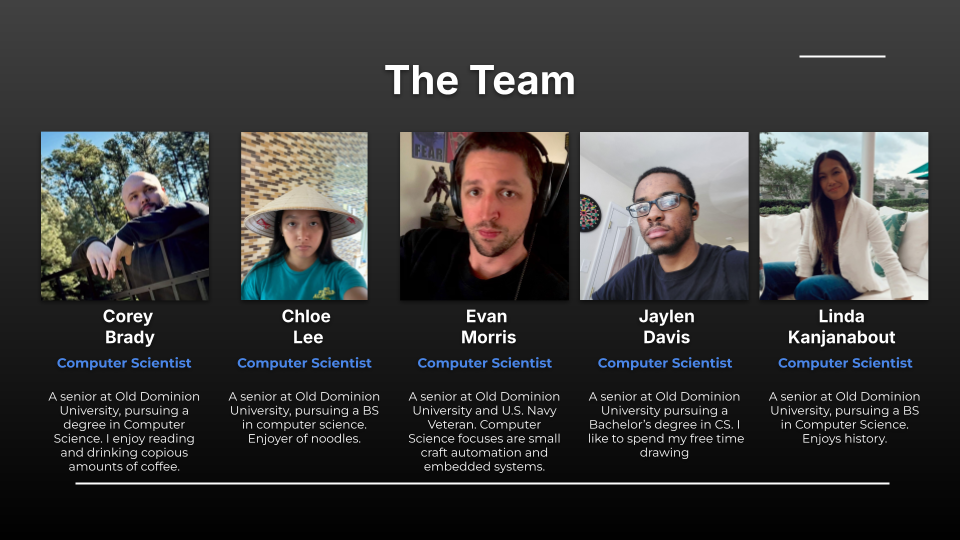 The Team
FEAR
Corey
Brady
Computer Scientist
A senior at Old Dominion
University, pursuing a
degree in Computer
Science. I enjoy reading
and drinking copious
amounts of coffee.
Chloe
Lee
Computer Scientist
A senior at Old Dominion
University, pursuing a BS
in computer science.
Enjoyer of noodles.
Evan
Morris
Computer Scientist
A senior at Old Dominion
University and U.S. Navy
Veteran. Computer
Science focuses are small
craft automation and
embedded systems.
Jaylen
Davis
Computer Scientist
A senior at Old Dominion
University pursuing a
Bachelor's degree in CS. I
like to spend my free time
drawing
Linda
Kanjanabout
Computer Scientist
A senior at Old Dominion
University, pursuing a BS
in Computer Science.
Enjoys history.